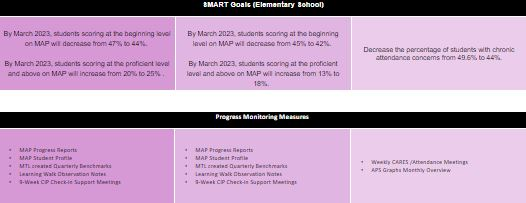 SMART Goals (Elementary School)
By March 2023, students scoring at the beginning level
on MAP will decrease from 47% to 44%.
By March 2023, students scoring at the proficient level
and above on MAP will increase from 20% to 25% .
By March 2023, students scoring at the beginning
level on MAP will decrease from 45% to 42%.
By March 2023, students scoring at the proficient
level and above on MAP will increase from 13% to
18%.
Decrease the percentage of students with chronic
attendance concerns from 49.6% to 44%.
Progress Monitoring Measures
• MAP Progress Reports
• MAP Student Profile
• MTL created Quarterly Benchmarks
• Learning Walk Observation Notes
• 9-Week CIP Check-in Support Meetings
• MAP Progress Reports
• MAP Student Profile
• MTL created Quarterly Benchmarks
• Learning Walk Observation Notes
• 9-Week CIP Check-in Support Meetings
• Weekly CARES /Attendance Meetings
• APS Graphs Monthly Overview